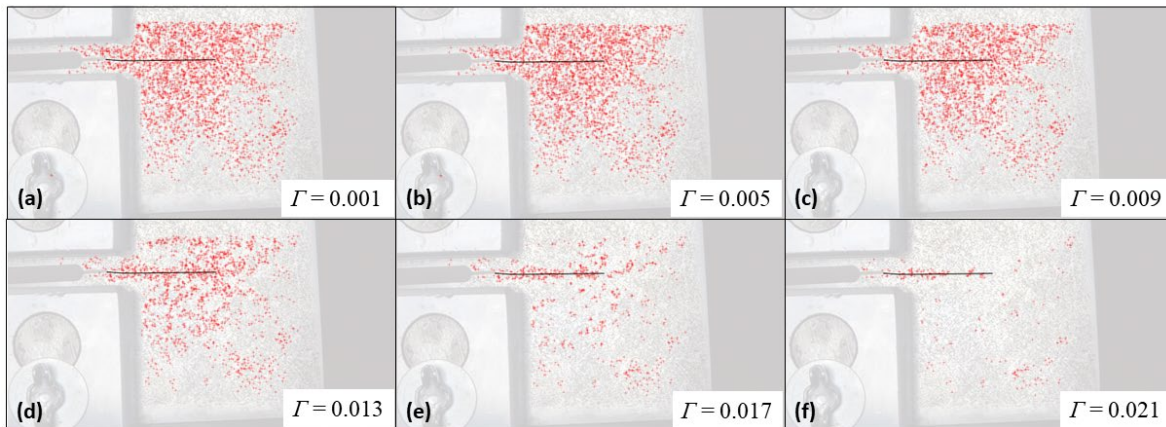 (a)
Γ = 0.001
(b)
Γ = 0.005
(c)
Γ = 0.009
(d)
Γ = 0.013
(e)
Γ = 0.017
(f)
Γ = 0.021